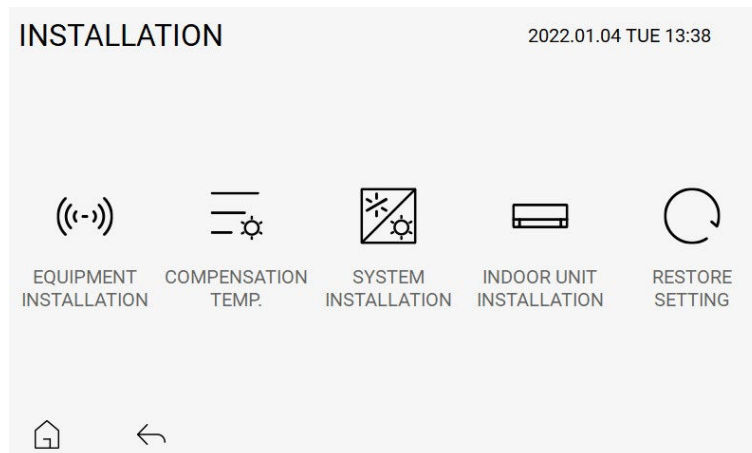 INSTALLATION
2022.01.04 TUE 13:38
EQUIPMENT
INSTALLATION
COMPENSATION
TEMP.
SYSTEM
INSTALLATION
INDOOR UNIT
INSTALLATION
RESTORE
SETTING